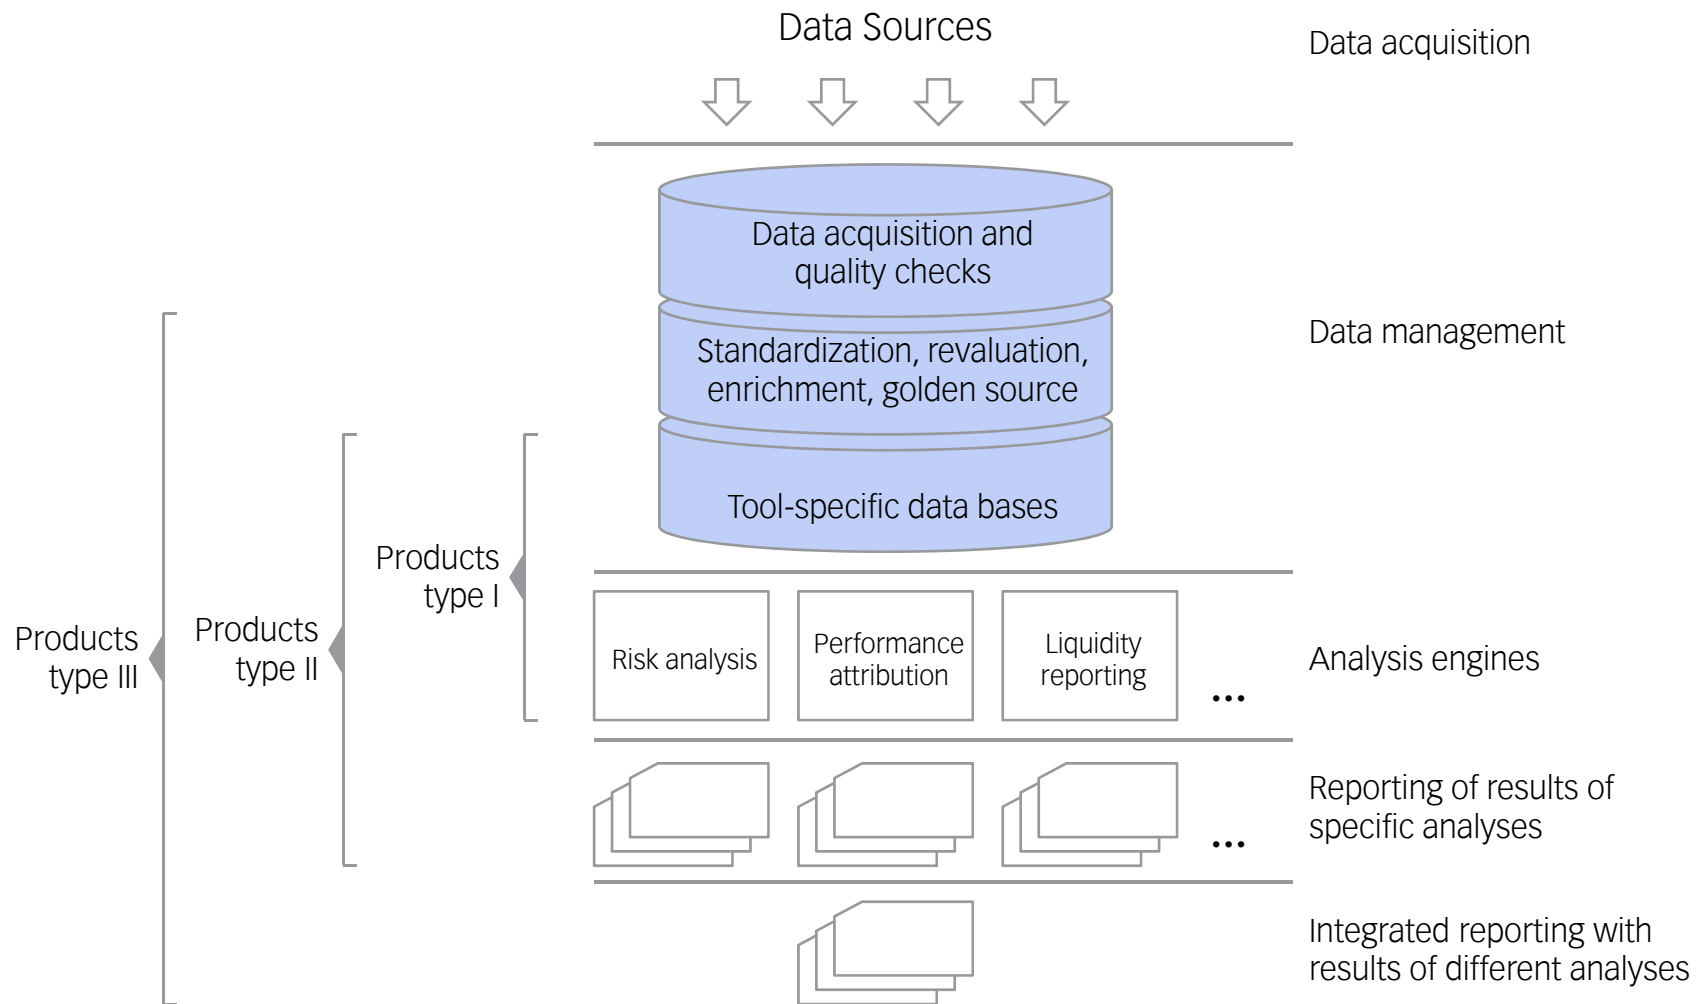 Data Sources
Data acquisition
Data acquisition and
quality checks
Data management
Standardization, revaluation,
enrichment, golden source
Tool-specific data bases
Products
type I
Products
type II
Products
type III
Risk analysis
Performance
attribution
Liquidity
reporting
...
Analysis engines
Reporting of results of
specific analyses
...
Integrated reporting with
results of different analyses